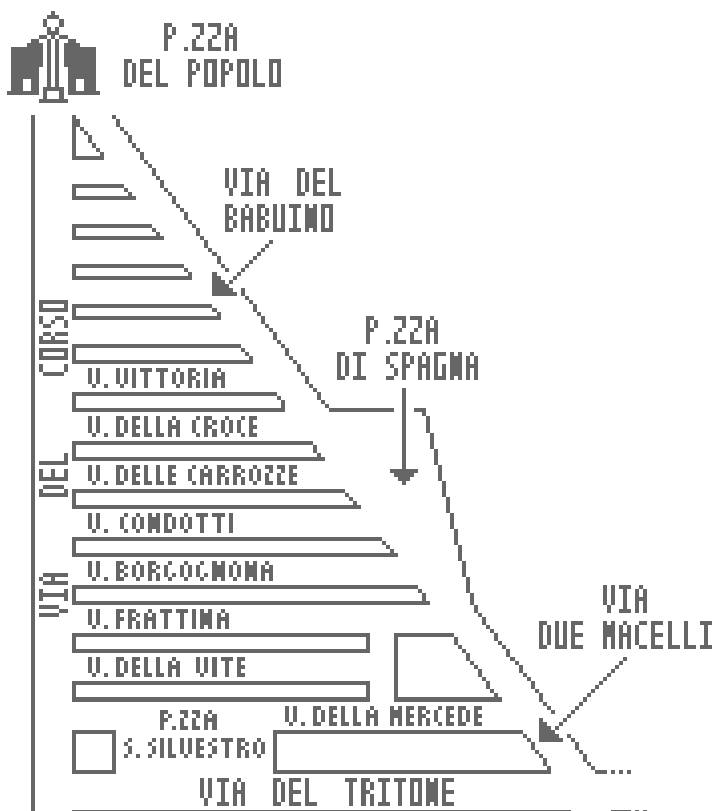 P.ZZA
DEL POPOLO
VIA DEL
BABUINO
P.ZZA
DI SPAGNA
VIA DEL CORSO
V. VITTORIA
V. DELLA CROCE
V. DELLE CARROZZE
V. CONDOTTI
V. BORGOGNONA
V. FRATTINA
V. DELLA VITE
VIA
DUE MACELLI
V. DELLA MERCEDE
P.ZZA
S. SILVESTRO
VIA DEL TRITONE